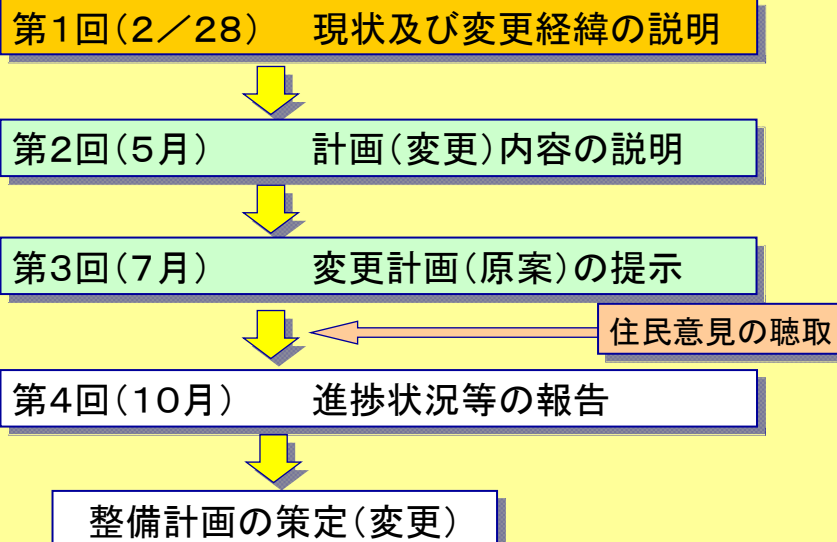 第1回(2/28)　現状及び変更経緯の説明
第2回(5月)　計画(変更)内容の説明
第3回(7月)　変更計画(原案)の提示
住民意見の聴取
第4回(10月)　進捗状況等の報告
整備計画の策定(変更)